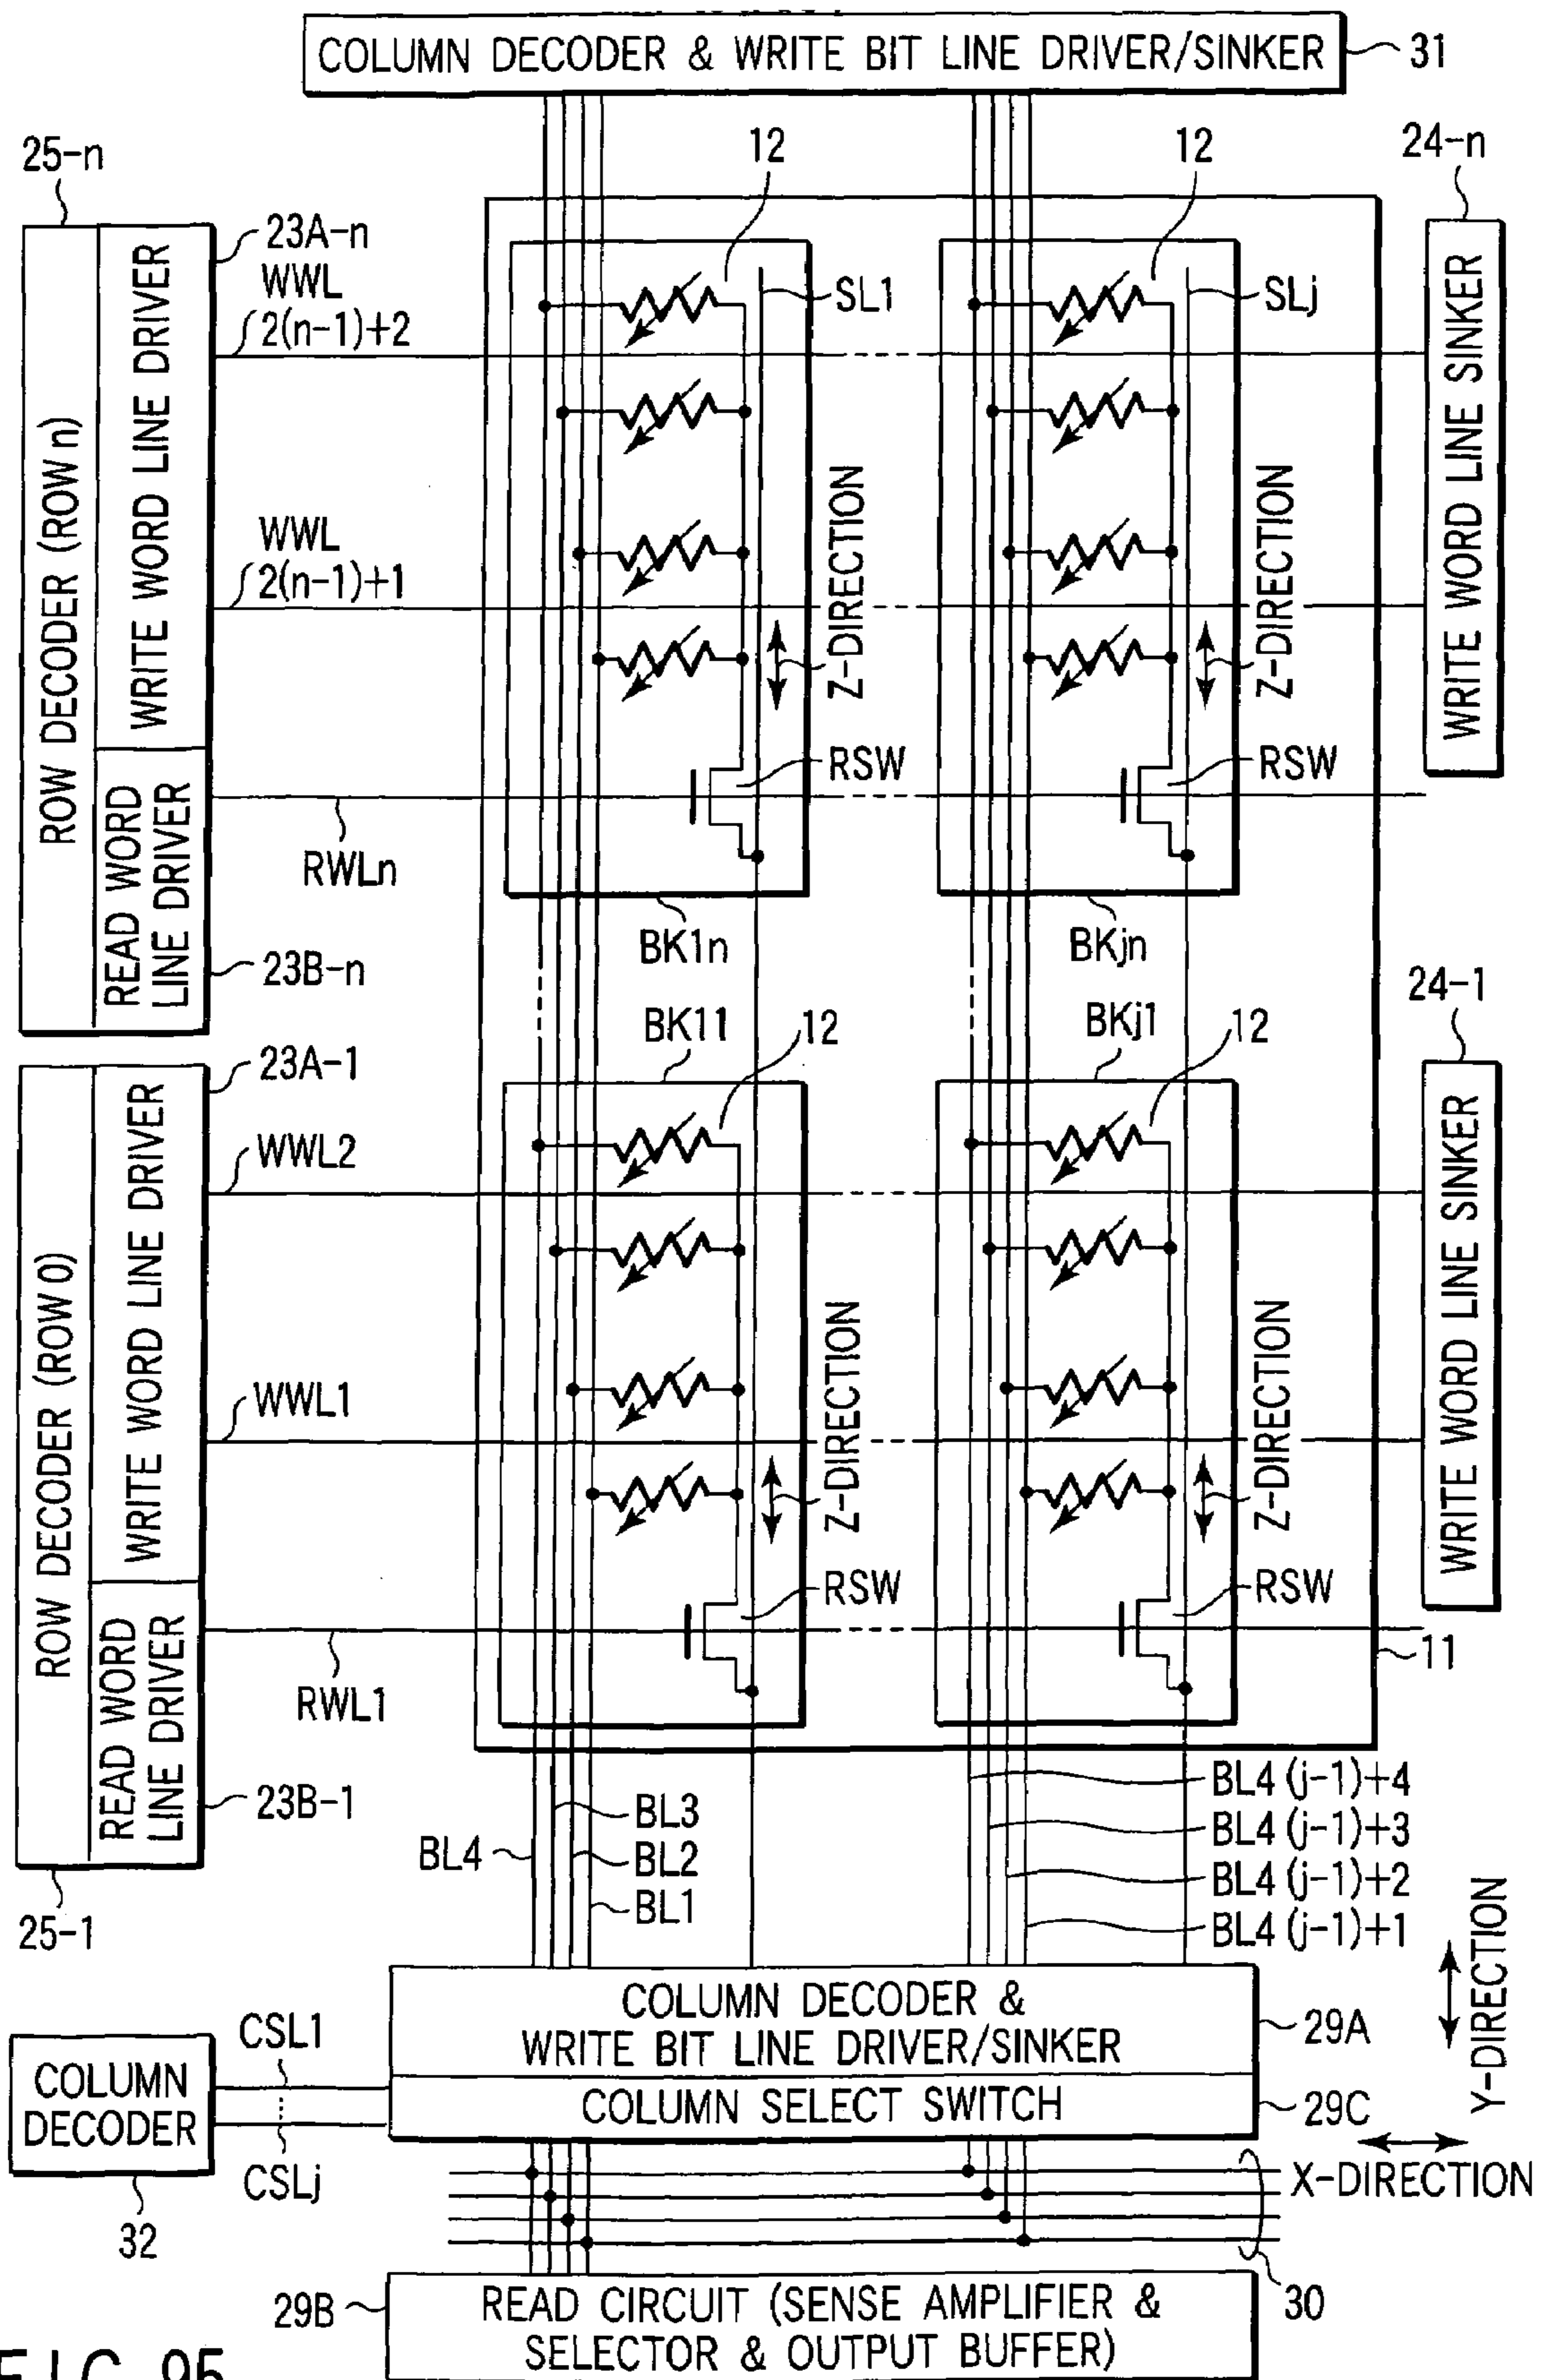 COLUMN DECODER & WRITE BIT LINE DRIVER/SINKER
31
25-n
12
12
24-n
23A-n
WWL
2(n-1)+2
SL1
SLj
ROW DECODER (ROW n)
WRITE WORD LINE DRIVER
WRITE WORD LINE SINKER
WWL
2(n-1)+1
Z-DIRECTION
Z-DIRECTION
READ WORD
LINE DRIVER
RSW
RSW
RWLn
BK1n
BKjn
23B-n
24-1
BK11
12
BKj1
12
23A-1
WWL2
ROW DECODER (ROW 0)
WRITE WORD LINE DRIVER
WRITE WORD LINE SINKER
WWL1
Z-DIRECTION
Z-DIRECTION
READ WORD
LINE DRIVER
RSW
RSW
11
RWL1
23B-1
BL4
BL3
BL2
BL1
BL4 (j-1)+4
BL4 (j-1)+3
BL4 (j-1)+2
BL4 (j-1)+1
25-1
Y-DIRECTION
COLUMN DECODER &
WRITE BIT LINE DRIVER/SINKER
29A
CSL1
COLUMN
DECODER
COLUMN SELECT SWITCH
29C
CSLj
X-DIRECTION
32
30
29B
READ CIRCUIT (SENSE AMPLIFIER &
SELECTOR & OUTPUT BUFFER)
FIG. 95